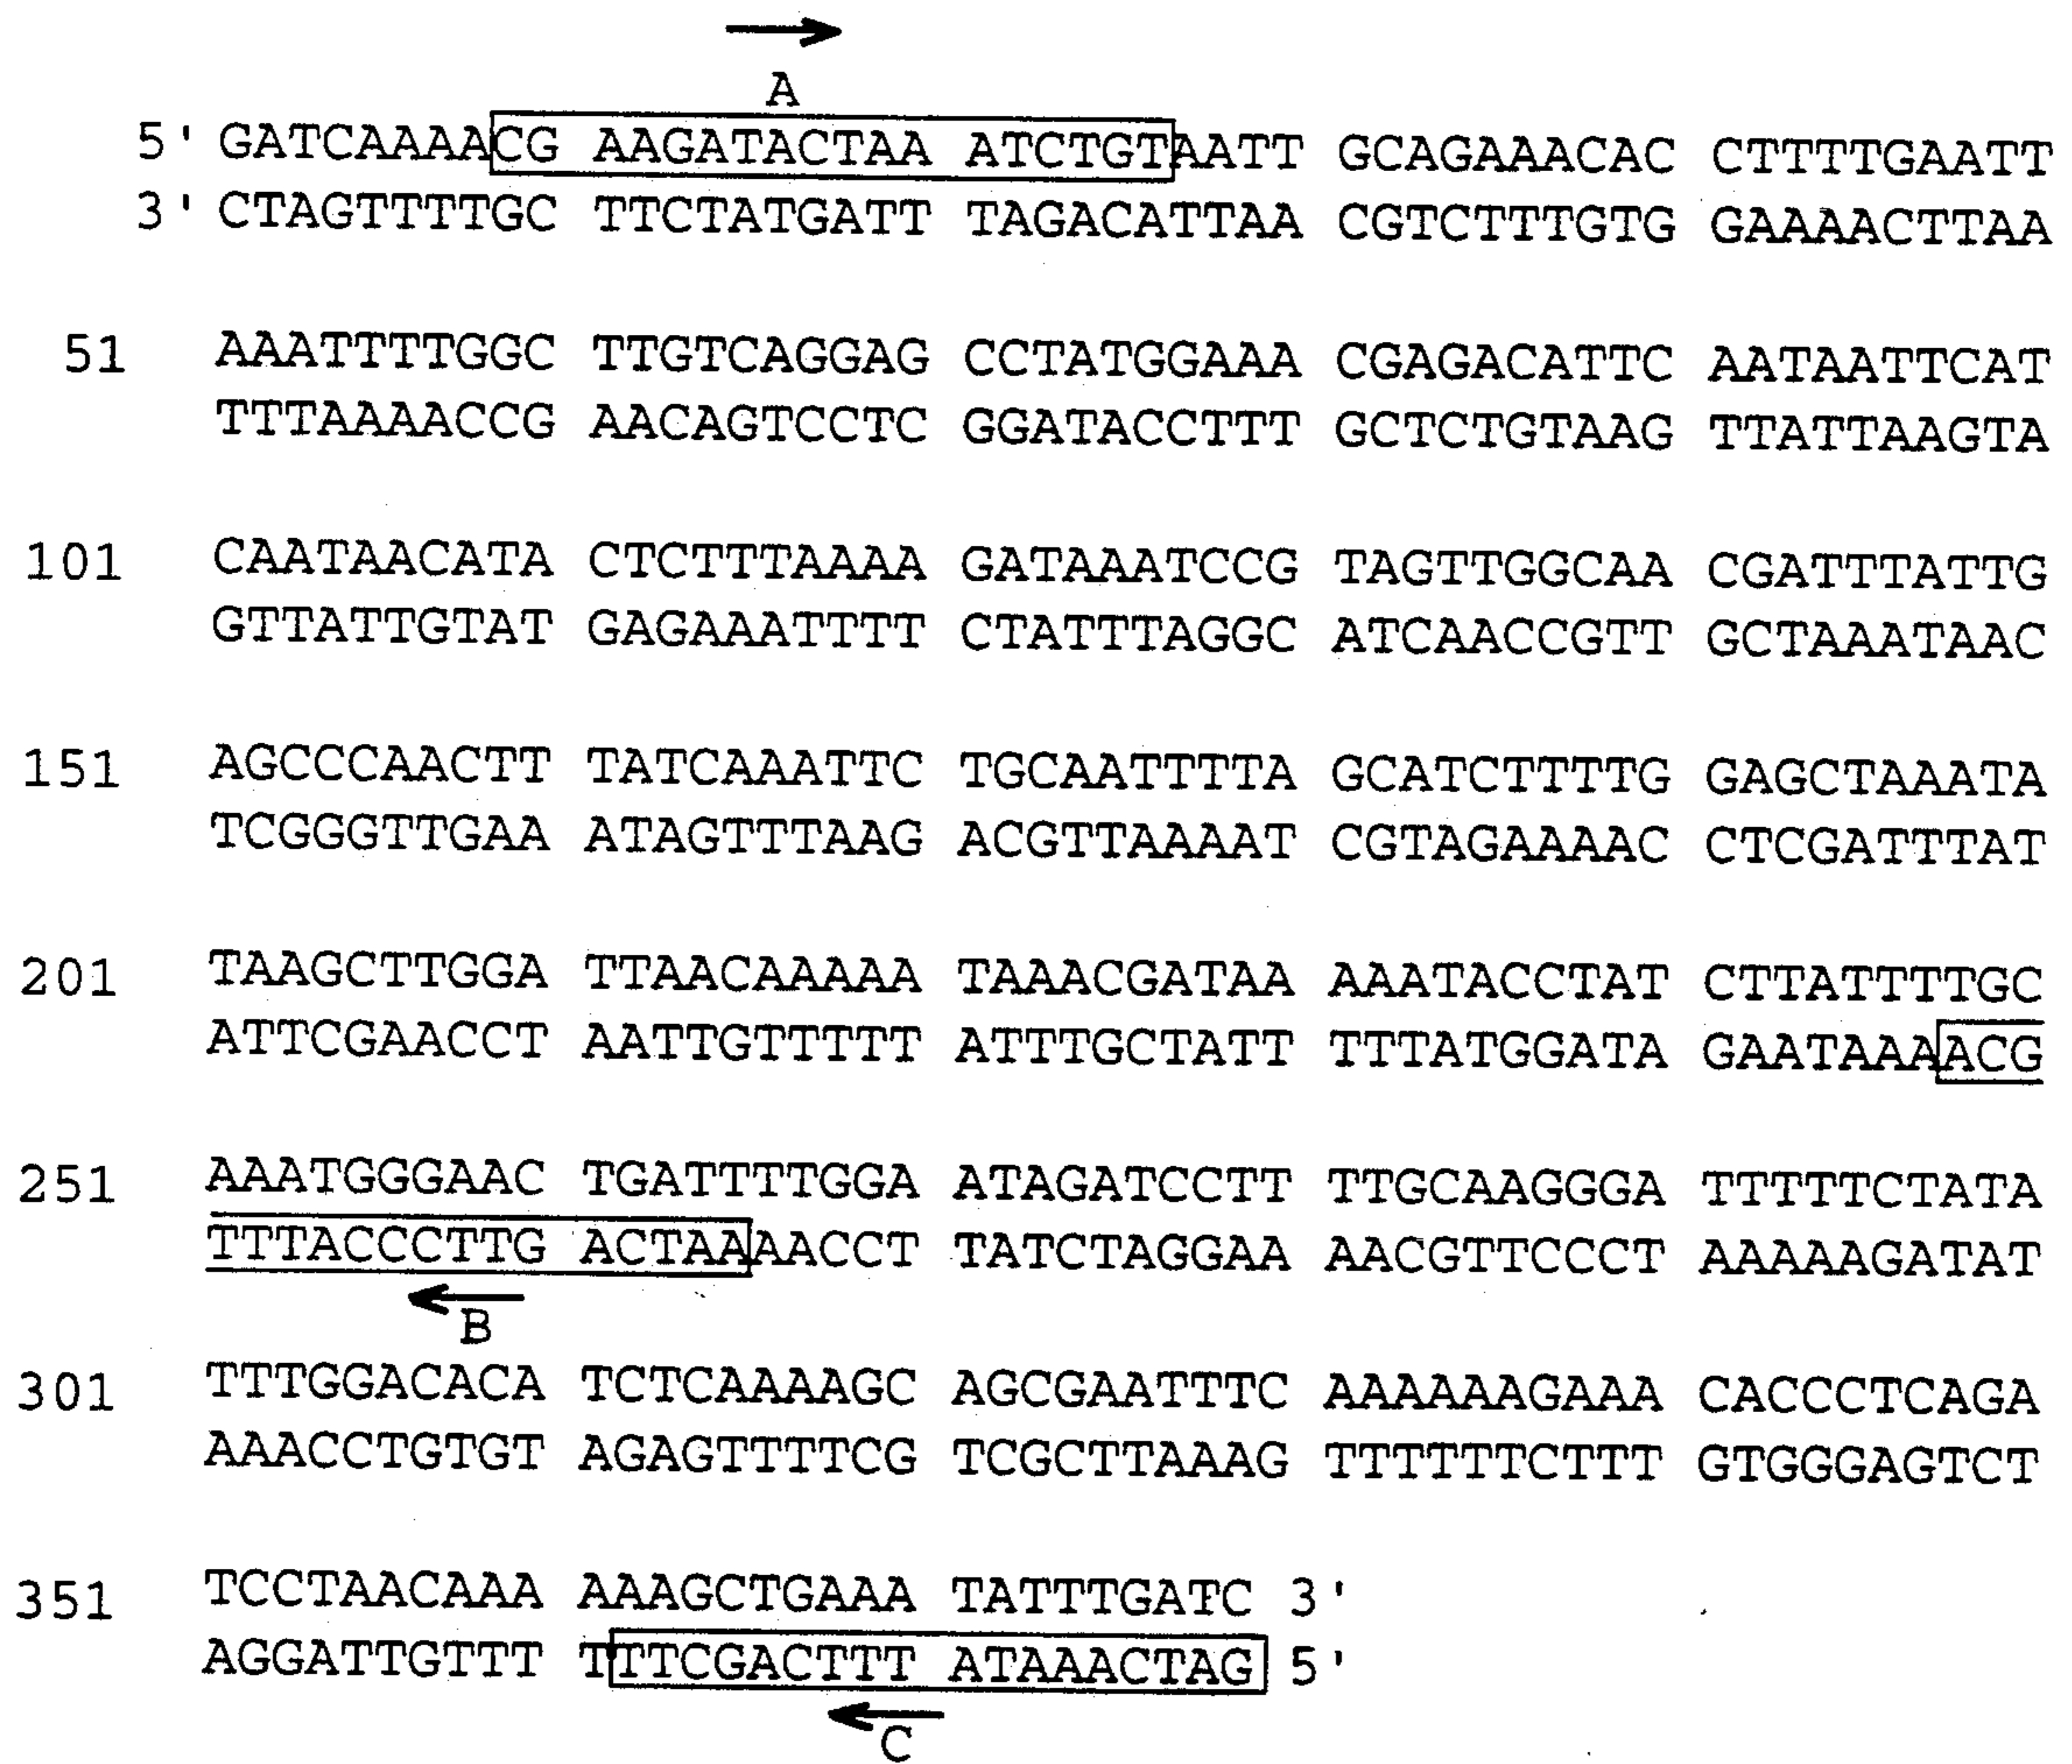 A
5' GATCAAAACG AAGATACTAA ATCTGTAATT GCAGAAACAC CTTTTGAATT
3' CTAGTTTTGC TTCTATGATT TAGACATTAA CGTCTTTGTG GAAAACTTAA
51 AAATTTTGGC TTGTCAGGAG CCTATGGAAA CGAGACATTC AATAATTCAT
TTTAAAACCG AACAGTCCTC GGATACCTTT GCTCTGTAAG TTATTAAGTA
101 CAATAACATA CTCTTTAAAA GATAAATCCG TAGTTGGCAA CGATTTATTG
GTTATTGTAT GAGAAATTTT CTATTTAGGC ATCAACCGTT GCTAAATAAC
151 AGCCCAACTT TATCAAATTC TGCAATTTTA GCATCTTTTG GAGCTAAATA
TCGGGTTGAA ATAGTTTAAG ACGTTAAAAT CGTAGAAAAC CTCGATTTAT
201 TAAGCTTGGA TTAACAAAAA TAAACGATAA AAATACCTAT CTTATTTTGC
ATTCGAACCT AATTGTTTTT ATTTGCTATT TTTATGGATA GAATAAAACG
251 AAATGGGAAC TGATTTTGGA ATAGATCCTT TTGCAAGGGA TTTTTCTATA
TTTACCCTTG ACTAAAACCT TATCTAGGAA AACGTTCCCT AAAAAGATAT
B
301 TTTGGACACA TCTCAAAAGC AGCGAATTTC AAAAAAGAAA CACCCTCAGA
AAACCTGTGT AGAGTTTTCG TCGCTTAAAG TTTTTTCTTT GTGGGAGTCT
351 TCCTAACAAA AAAGCTGAAA TATTTGATC 3'
AGGATTGTTT TTTCGACTTT ATAAACTAG 5'
C